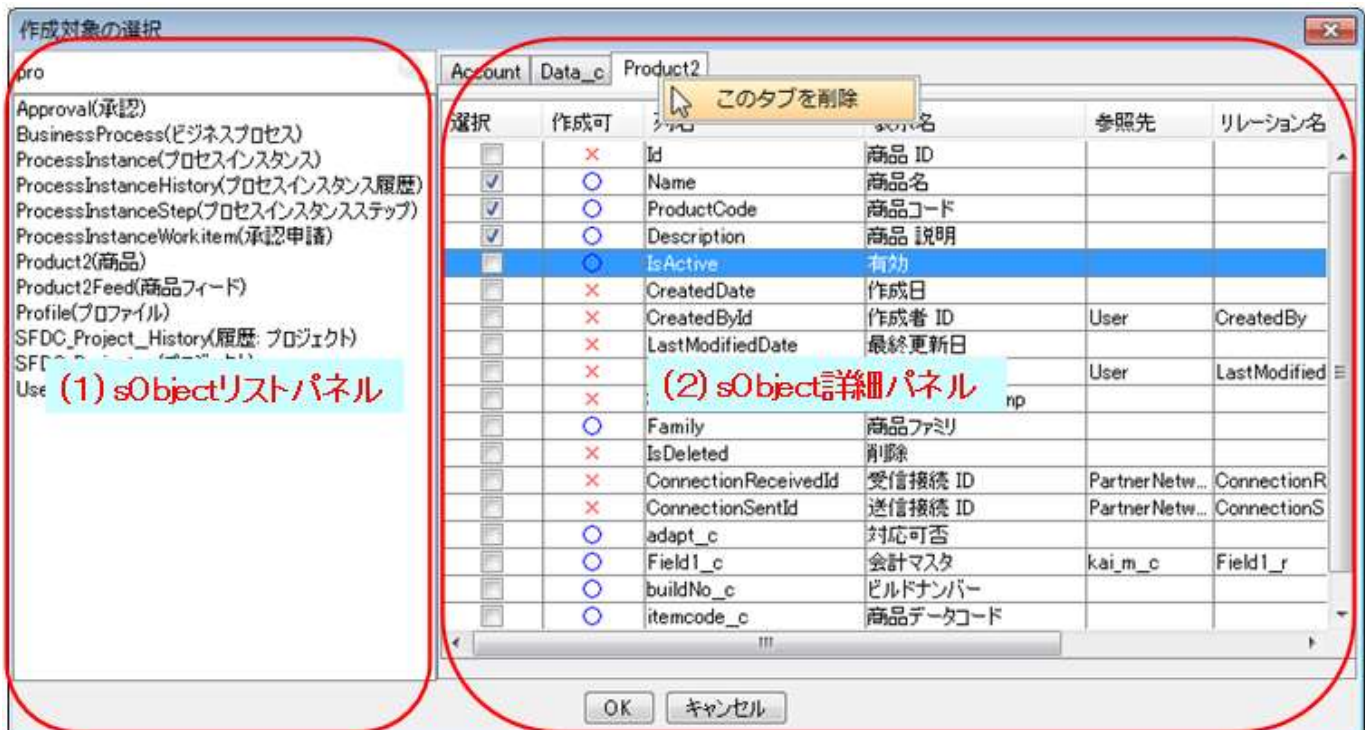 作成対象の選択
pro
Approval(承認)
BusinessProcess(ビジネスプロセス)
ProcessInstance(プロセスインスタンス)
ProcessInstanceHistory(プロセスインスタンス履歴)
ProcessInstanceStep(プロセスインスタンスステップ)
ProcessInstanceWorkitem(承認申請)
Product2(商品)
Product2Feed(商品フィード)
Profile(プロファイル)
SFDC_Project__History(履歴: プロジェクト)
(1) sObjectリストパネル
Account Data_c Product2
このタブを削除
選択 作成可 参照先 リレーション名
× Id 商品 ID
○ Name 商品名
○ ProductCode 商品コード
○ Description 商品 説明
○ IsActive 有効
× CreatedDate 作成日
× CreatedById 作成者 ID User CreatedBy
× LastModifiedDate 最終更新日
× User LastModified
(2) sObject詳細パネル
×
○ Family 商品ファミリ
× IsDeleted 削除
× ConnectionReceivedId 受信接続 ID PartnerNetw... ConnectionR
× ConnectionSentId 送信接続 ID PartnerNetw... ConnectionS
○ adapt_c 対応可否
○ Field1_c 会計マスタ kai_m_c Field1_r
○ buildNo_c ビルドナンバー
○ itemcode_c 商品データコード
OK キャンセル